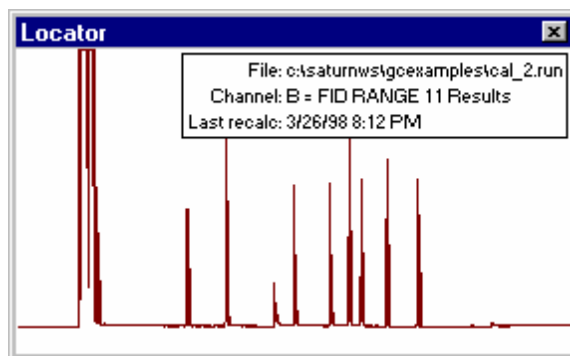 Locator
File: c:\saturnws\gcexamples\cal_2.run
Channel: B = FID RANGE 11 Results
Last recalc: 3/26/98 8:12 PM